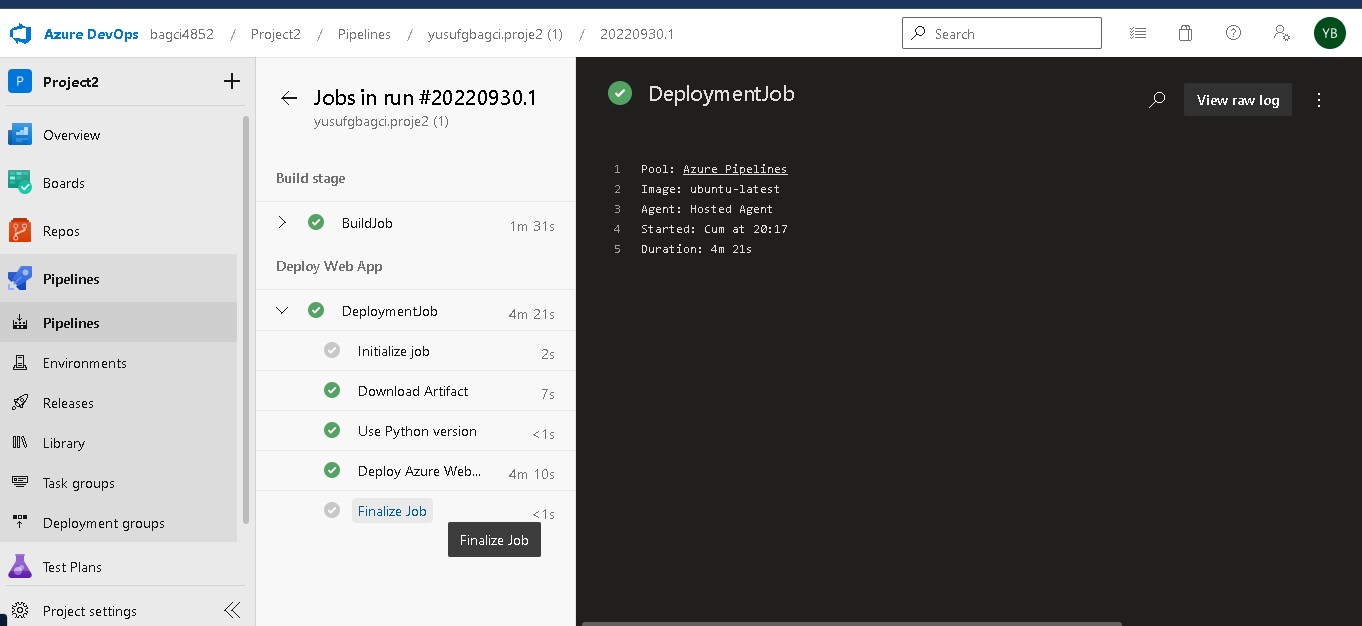 Azure DevOps bagci4852 / Project2 / Pipelines / yusufgbagci.proje2 (1) / 20220930.1
Search
YB
P Project2
Overview
Boards
Repos
Pipelines
Pipelines
Environments
Releases
Library
Task groups
Deployment groups
Test Plans
Project settings
Jobs in run #20220930.1
yusufgbagci.proje2 (1)
Build stage
BuildJob 1m 31s
Deploy Web App
DeploymentJob 4m 21s
Initialize job 2s
Download Artifact 7s
Use Python version <1s
Deploy Azure Web... 4m 10s
Finalize Job <1s
Finalize Job
DeploymentJob
View raw log
1 Pool: Azure Pipelines
2 Image: ubuntu-latest
3 Agent: Hosted Agent
4 Started: Cum at 20:17
5 Duration: 4m 21s